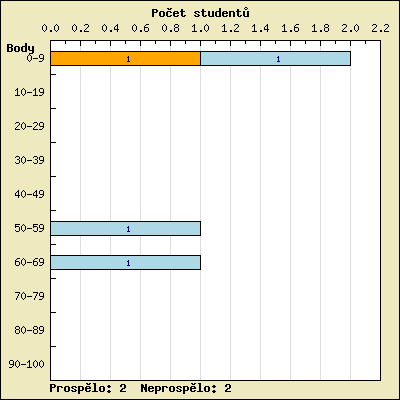 Počet studentů
0.0 0.2 0.4 0.6 0.8 1.0 1.2 1.4 1.6 1.8 2.0 2.2
Body
0-9 1 1
10-19
20-29
30-39
40-49
50-59 1
60-69 1
70-79
80-89
90-100
Prospělo: 2 Neprospělo: 2